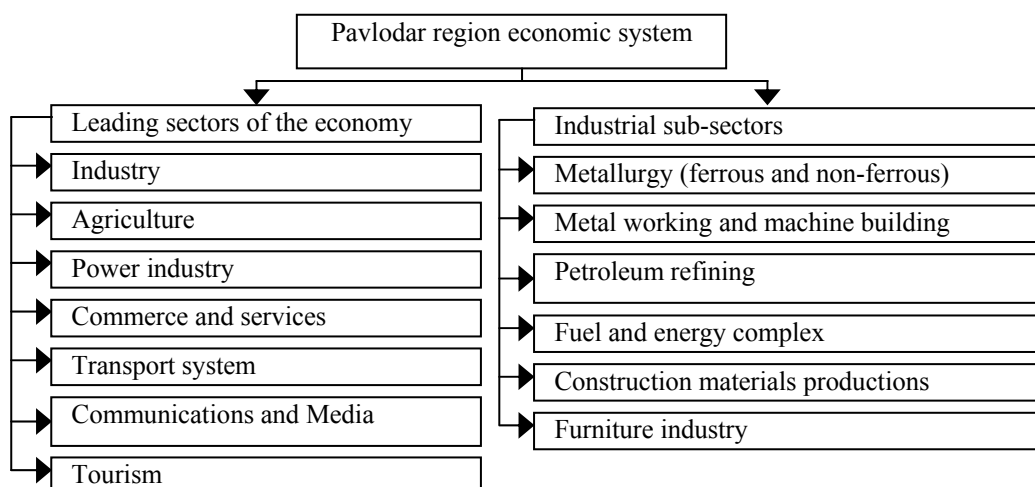 Pavlodar region economic system
Leading sectors of the economy
Industry
Agriculture
Power industry
Commerce and services
Transport system
Communications and Media
Tourism
Industrial sub-sectors
Metallurgy (ferrous and non-ferrous)
Metal working and machine building
Petroleum refining
Fuel and energy complex
Construction materials productions
Furniture industry